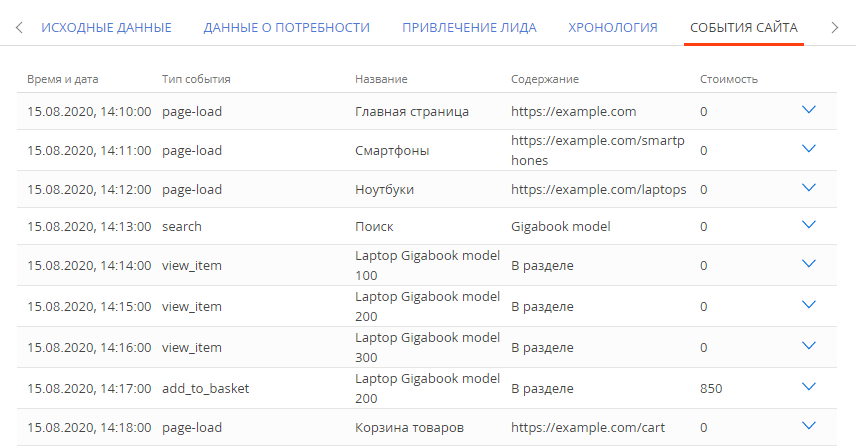 ИСХОДНЫЕ ДАННЫЕ ДАННЫЕ О ПОТРЕБНОСТИ ПРИВЛЕЧЕНИЕ ЛИДА ХРОНОЛОГИЯ СОБЫТИЯ САЙТА
Время и дата Тип события Название Содержание Стоимость
15.08.2020, 14:10:00 page-load Главная страница https://example.com 0
15.08.2020, 14:11:00 page-load Смартфоны https://example.com/smartp
hones 0
15.08.2020, 14:12:00 page-load Ноутбуки https://example.com/laptops 0
15.08.2020, 14:13:00 search Поиск Gigabook model 0
15.08.2020, 14:14:00 view_item Laptop Gigabook model
100 В разделе 0
15.08.2020, 14:15:00 view_item Laptop Gigabook model
200 В разделе 0
15.08.2020, 14:16:00 view_item Laptop Gigabook model
300 В разделе 0
15.08.2020, 14:17:00 add_to_basket Laptop Gigabook model
200 В разделе 850
15.08.2020, 14:18:00 page-load Корзина товаров https://example.com/cart 0